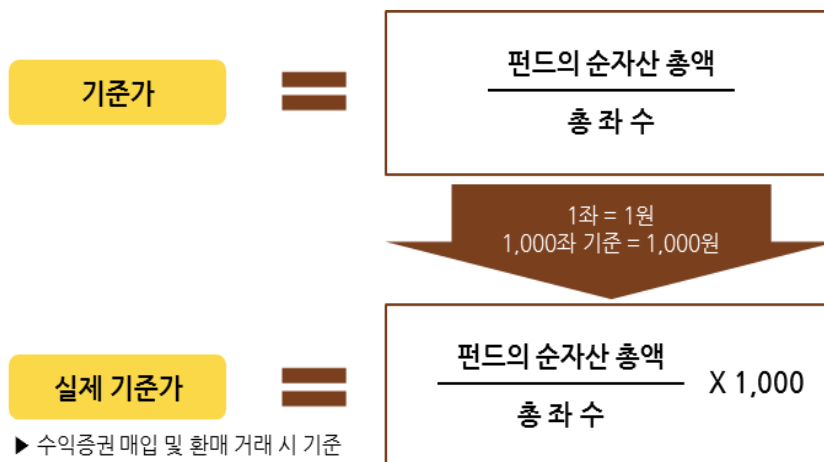 기준가
펀드의 순자산 총액
총 좌 수
1좌 = 1원
1,000좌 기준 = 1,000원
실제 기준가
펀드의 순자산 총액
총 좌 수
X 1,000
▶ 수익증권 매입 및 환매 거래 시 기준